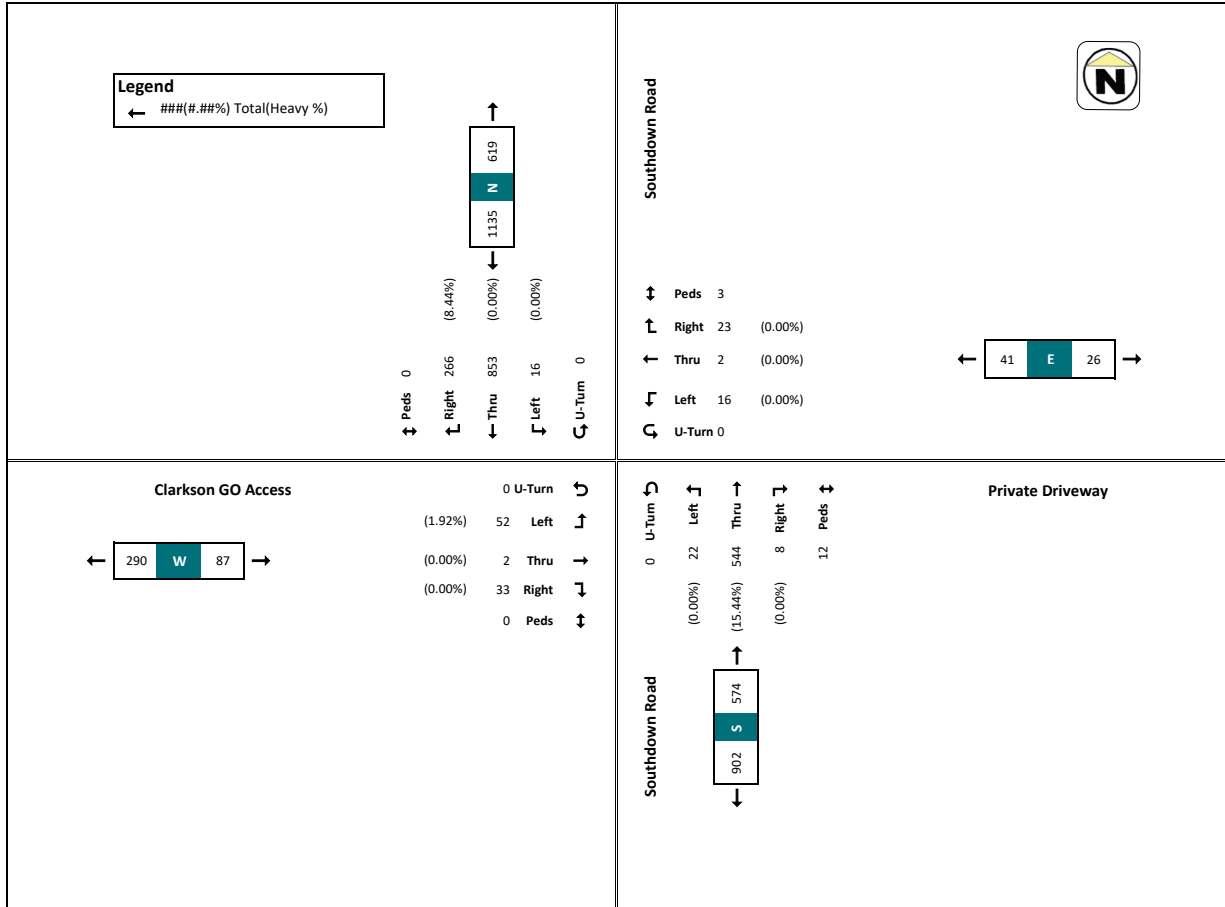 Legend
###(#.##%) Total(Heavy %)
619
N
1135
(8.44%)
(0.00%)
(0.00%)
Peds 0
Right 266
Thru 853
Left 16
U-Turn 0
Southdown Road
N
Peds 3
Right 23 (0.00%)
Thru 2 (0.00%)
Left 16 (0.00%)
U-Turn 0
41 E 26
Clarkson GO Access
0 U-Turn
(1.92%) 52 Left
(0.00%) 2 Thru
(0.00%) 33 Right
0 Peds
290 W 87
0 U-Turn
(0.00%) 22 Left
(15.44%) 544 Thru
(0.00%) 8 Right
12 Peds
Private Driveway
Southdown Road
574
S
902